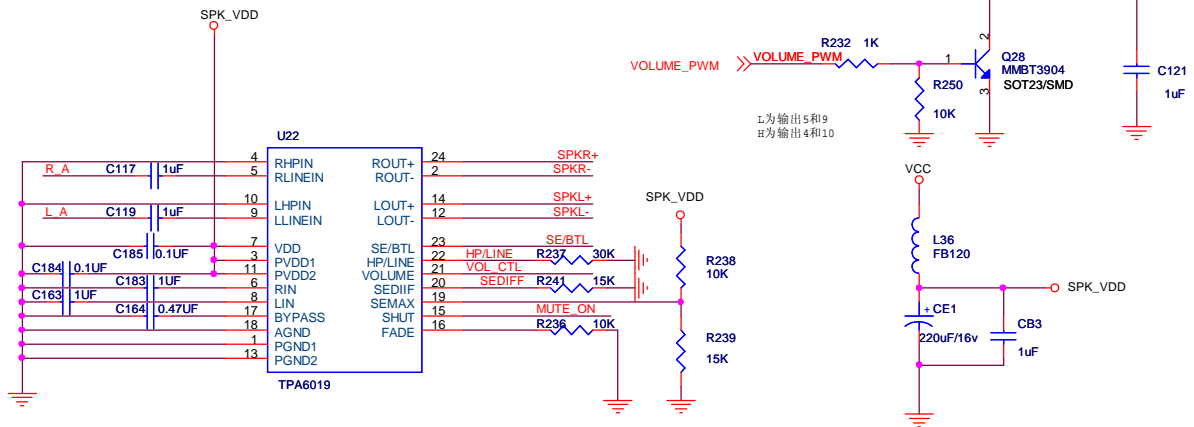 SPK_VDD
VOLUME_PWM
VOLUME_PWM
R232 1K
1
2
3
Q28
MMBT3904
SOT23/SMD
R250
10K
C121
1uF
L为输出5和9
H为输出4和10
U22
4 RHPIN
R_A C117 1uF 5 RLINEIN
10 LHPIN
L_A C119 1uF 9 LLINEIN
7 VDD
C185 0.1UF 3 PVDD1
C184 0.1UF 11 PVDD2
C183 1UF 6 RIN
C163 1UF 8 LIN
C164 0.47UF 17 BYPASS
18 AGND
1 PGND1
13 PGND2
ROUT+ 24 SPKR+
ROUT- 2 SPKR-
LOUT+ 14 SPKL+
LOUT- 12 SPKL-
SE/BTL 23 SE/BTL
HP/LINE 22 HP/LINE R237 30K
VOLUME 21 VOL_CTL
SEDIIF 20 SEDIFF R241 15K
SEMAX 19
SHUT 15 MUTE_ON
FADE 16 R236 10K
TPA6019
SPK_VDD
R238
10K
R239
15K
VCC
L36
FB120
SPK_VDD
+ CE1
220uF/16v
CB3
1uF